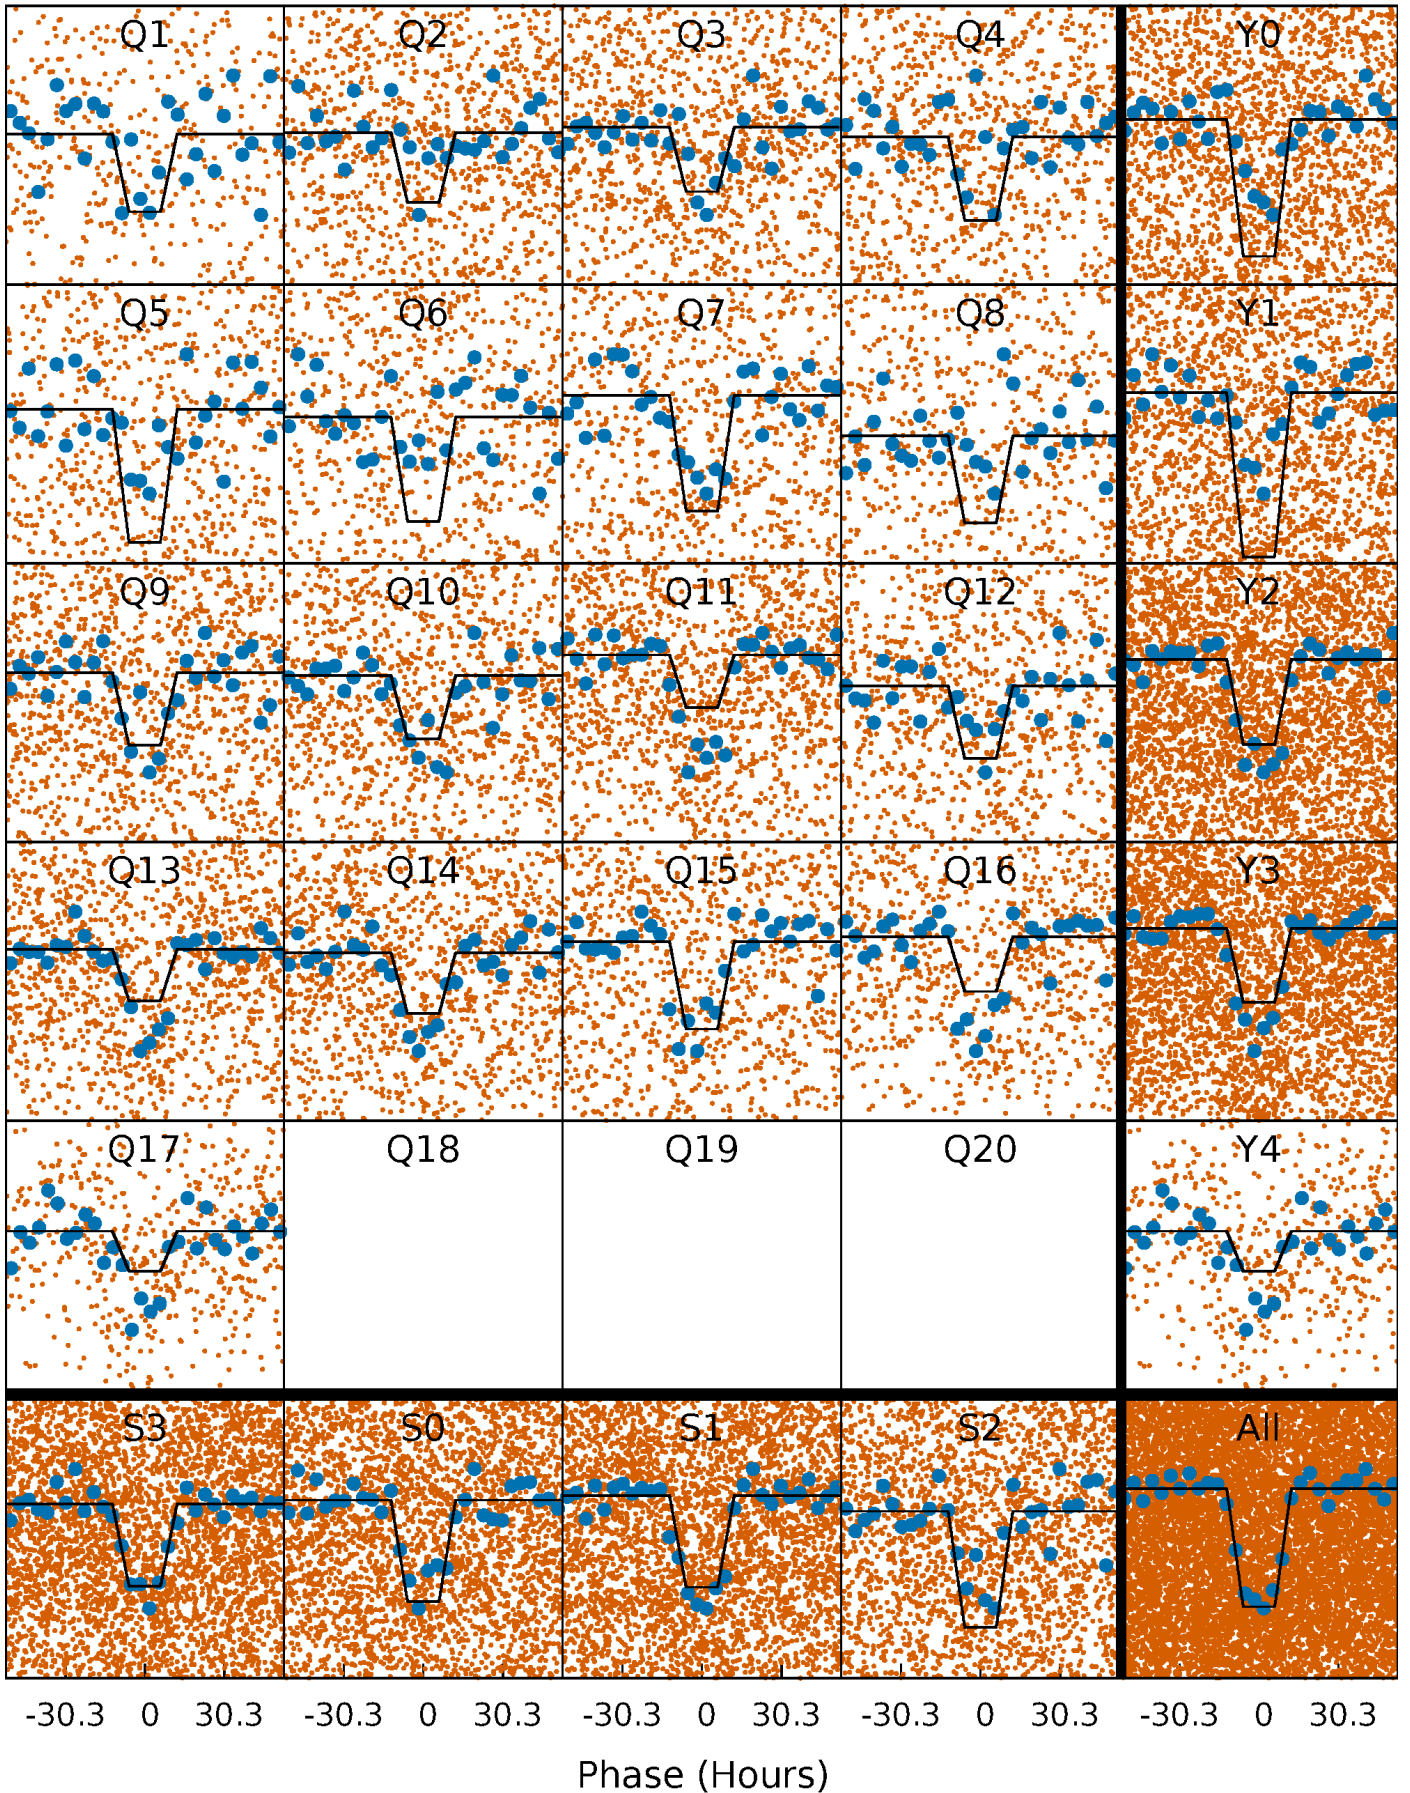 Q1 Q2 Q3 Q4 Y0
Q5 Q6 Q7 Q8 Y1
Q9 Q10 Q11 Q12 Y2
Q13 Q14 Q15 Q16 Y3
Q17 Q18 Q19 Q20 Y4
S3 S0 S1 S2 All
-30.3 0 30.3 -30.3 0 30.3 -30.3 0 30.3 -30.3 0 30.3 -30.3 0 30.3
Phase (Hours)